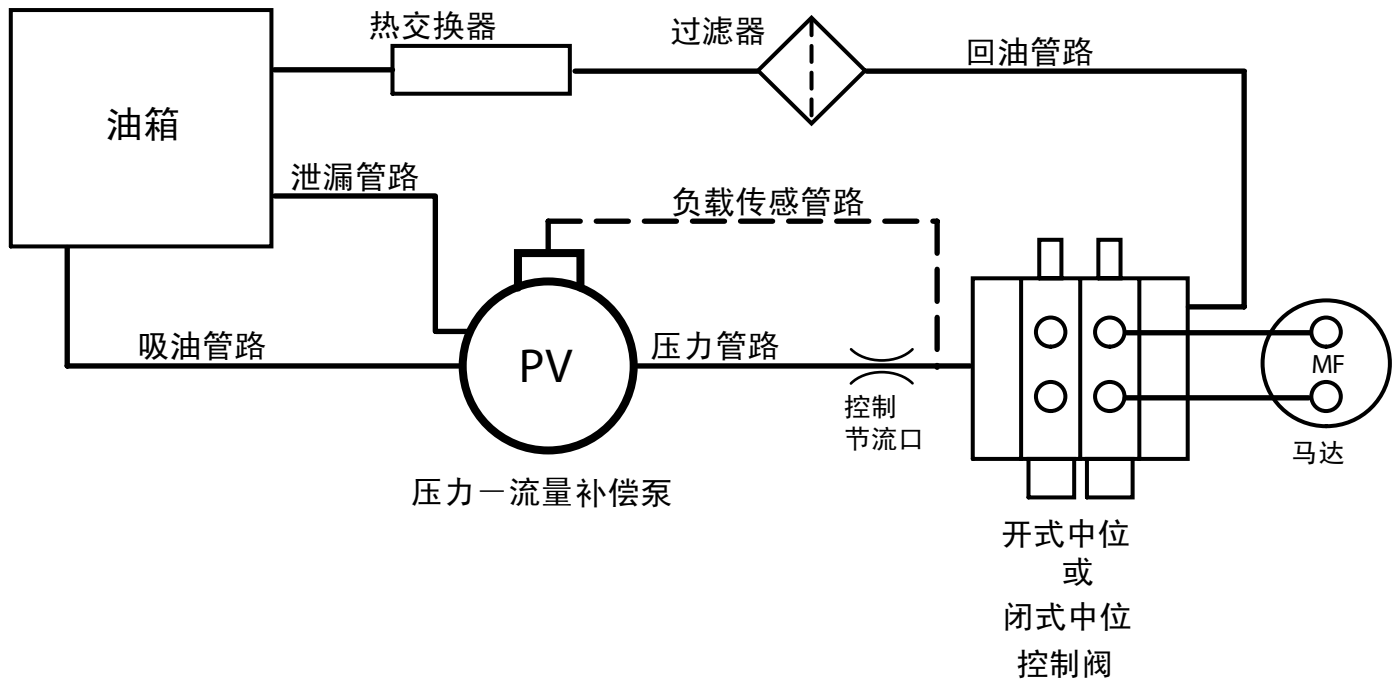 热交换器
过滤器
回油管路
油箱
泄漏管路
负载传感管路
吸油管路
PV
压力管路
MF
控制
节流口
马达
压力－流量补偿泵
开式中位
或
闭式中位
控制阀